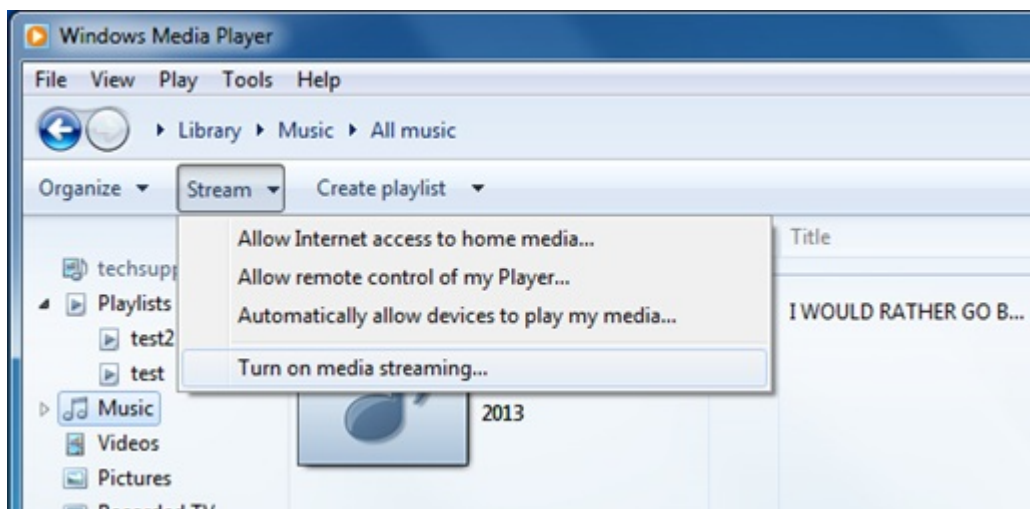 Windows Media Player
File View Play Tools Help
Library Music All music
Organize Stream Create playlist
Allow Internet access to home media...
Title
Allow remote control of my Player...
Playlists
Automatically allow devices to play my media...
I WOULD RATHER GO B...
test2
Turn on media streaming...
test
Music
2013
Videos
Pictures